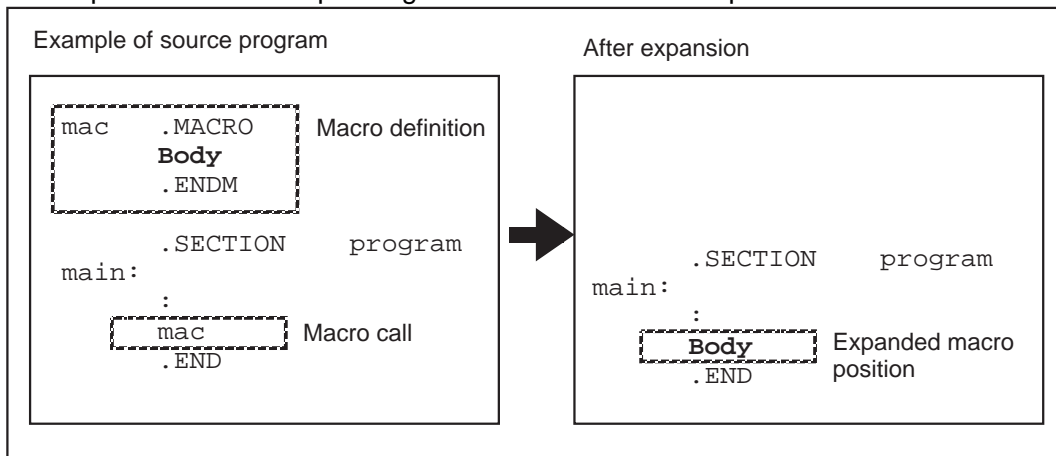 Example of source program
mac .MACRO
Body
.ENDM
Macro definition
.SECTION program
main:
:
mac
Macro call
.END
After expansion
.SECTION program
main:
:
Body
Expanded macro
position
.END